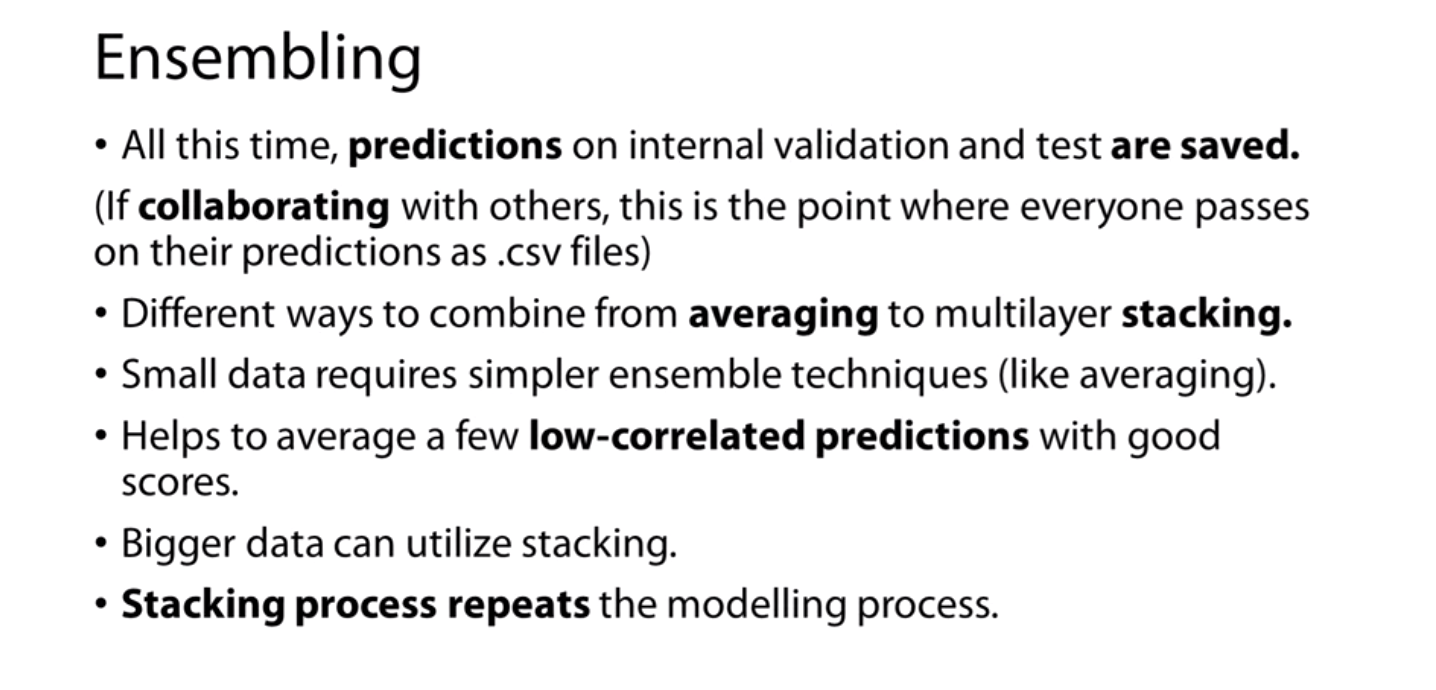 Ensembling
• All this time, predictions on internal validation and test are saved.
(If collaborating with others, this is the point where everyone passes
on their predictions as .csv files)
• Different ways to combine from averaging to multilayer stacking.
• Small data requires simpler ensemble techniques (like averaging).
• Helps to average a few low-correlated predictions with good
scores.
• Bigger data can utilize stacking.
• Stacking process repeats the modelling process.